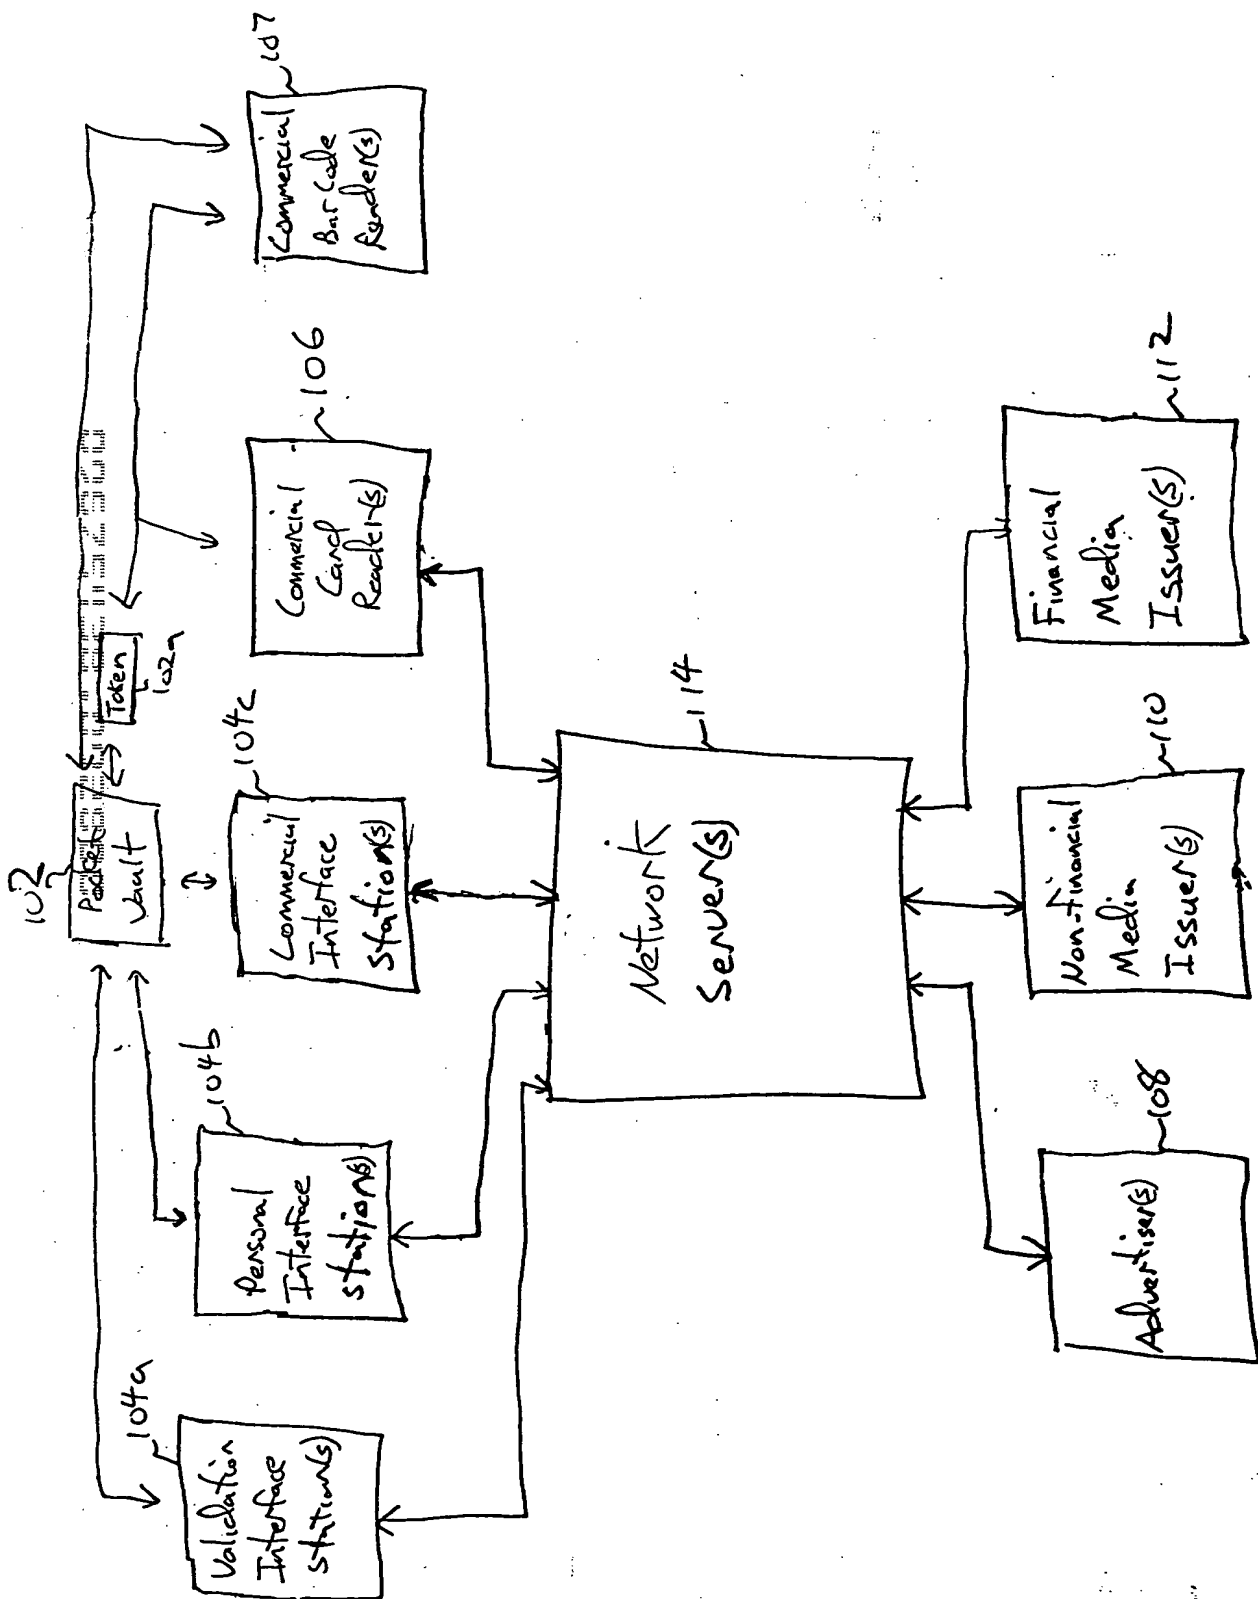 102
Pocket
Vault
Token
102a
104a
Validation
Interface
Station(s)
104b
Personal
Interface
Station(s)
104c
Commercial
Interface
Station(s)
106
Commercial
Card
Reader(s)
107
Commercial
Bar Code
Reader(s)
Network
Server(s)
114
Advertiser(s)
108
Non-Financial
Media
Issuer(s)
110
Financial
Media
Issuer(s)
112